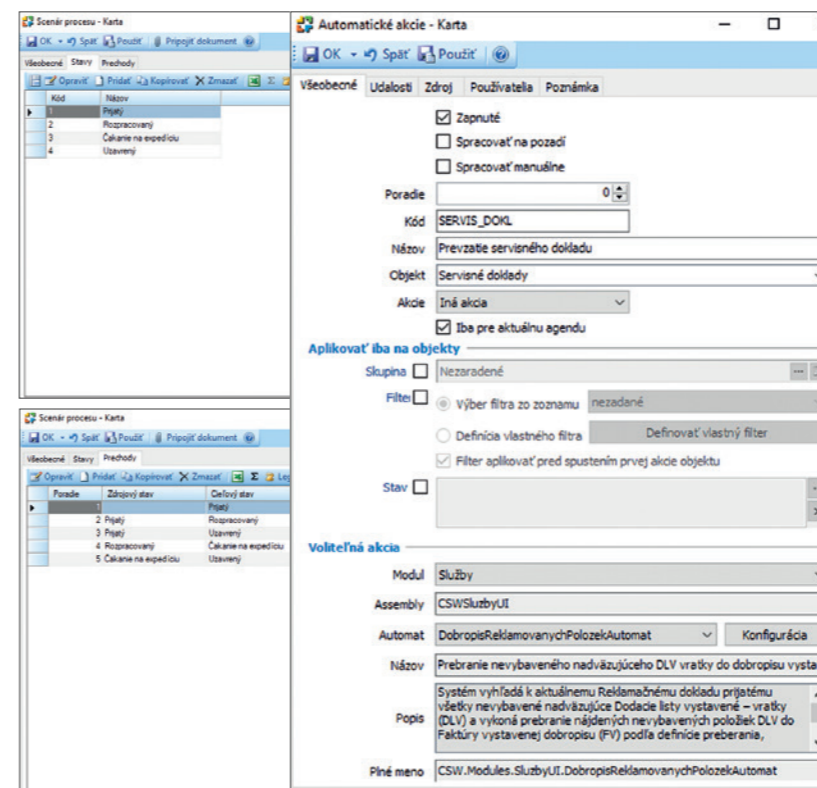 Scenár procesu - Karta
OK Späť Použiť Pripojiť dokument
Všeobecné Stavy Prechody
Opraviť Pridať Kopírovať Zmazať Σ
Kód Názov
1 Prijatý
2 Rozpracovaný
3 Čakanie na expedíciu
4 Uzavrený
Scenár procesu - Karta
OK Späť Použiť Pripojiť dokument
Všeobecné Stavy Prechody
Opraviť Pridať Kopírovať Zmazať Σ
Poradie Zdrojový stav Cieľový stav
1 Prijatý
2 Prijatý Rozpracovaný
3 Prijatý Uzavrený
4 Rozpracovaný Čakanie na expedíciu
5 Čakanie na expedíciu Uzavrený
Automatické akcie - Karta
OK Späť Použiť
Všeobecné Udalosti Zdroj Používatelia Poznámka
Zapnuté
Spracovať na pozadí
Spracovať manuálne
Poradie 0
Kód SERVIS_DOKL
Názov Prevzatie servisného dokladu
Objekt Servisné doklady
Akcie Iná akcia
Iba pre aktuálnu agendu
Aplikovať iba na objekty
Skupina Nezaradené
Filter Výber filtra zo zoznamu nezadané
Definícia vlastného filtra Definovať vlastný filter
Filter aplikovať pred spustením prvej akcie objektu
Stav
Voliteľná akcia
Modul Služby
Assembly CSWSluzbyUI
Automat DobropisReklamovanychPolozekAutomat Konfigurácia
Názov Prebranie nevybaveného nadväzujúceho DLV vratky do dobropisu vysta
Popis Systém vyhľadá k aktuálnemu Reklamačnému dokladu prijatému
všetky nevybavené nadväzujúce Dodacie listy vystavené – vratky
(DLV) a vykoná prebranie nájdených nevybavených položiek DLV do
Faktúry vystavenej dobropisu (FV) podľa definície preberania,
Plné meno CSW.Modules.SluzbyUI.DobropisReklamovanychPolozekAutomat